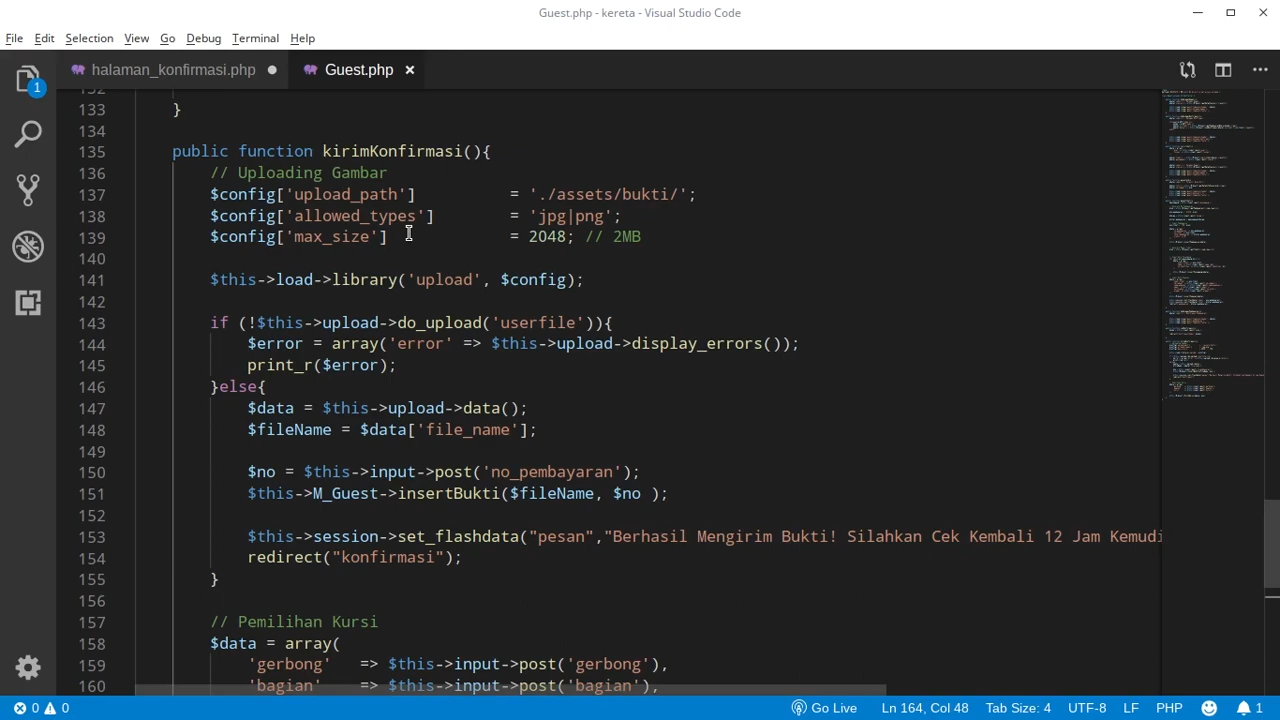 Guest.php - kereta - Visual Studio Code
File Edit Selection View Go Debug Terminal Help
1 halaman_konfirmasi.php Guest.php
132
133 }
134
135 public function kirimKonfirmasi(){
136 // Uploading Gambar
137 $config['upload_path'] = './assets/bukti/';
138 $config['allowed_types'] = 'jpg|png';
139 $config['max_size'] = 2048; // 2MB
140
141 $this->load->library('upload', $config);
142
143 if (!$this->upload->do_upload('userfile')){
144 $error = array('error' => $this->upload->display_errors());
145 print_r($error);
146 }else{
147 $data = $this->upload->data();
148 $fileName = $data['file_name'];
149
150 $no = $this->input->post('no_pembayaran');
151 $this->M_Guest->insertBukti($fileName, $no );
152
153 $this->session->set_flashdata("pesan","Berhasil Mengirim Bukti! Silahkan Cek Kembali 12 Jam Kemudi
154 redirect("konfirmasi");
155 }
156
157 // Pemilihan Kursi
158 $data = array(
159 'gerbong' => $this->input->post('gerbong'),
160 'bagian' => $this->input->post('bagian'),
0 0 Go Live Ln 164, Col 48 Tab Size: 4 UTF-8 LF PHP 1